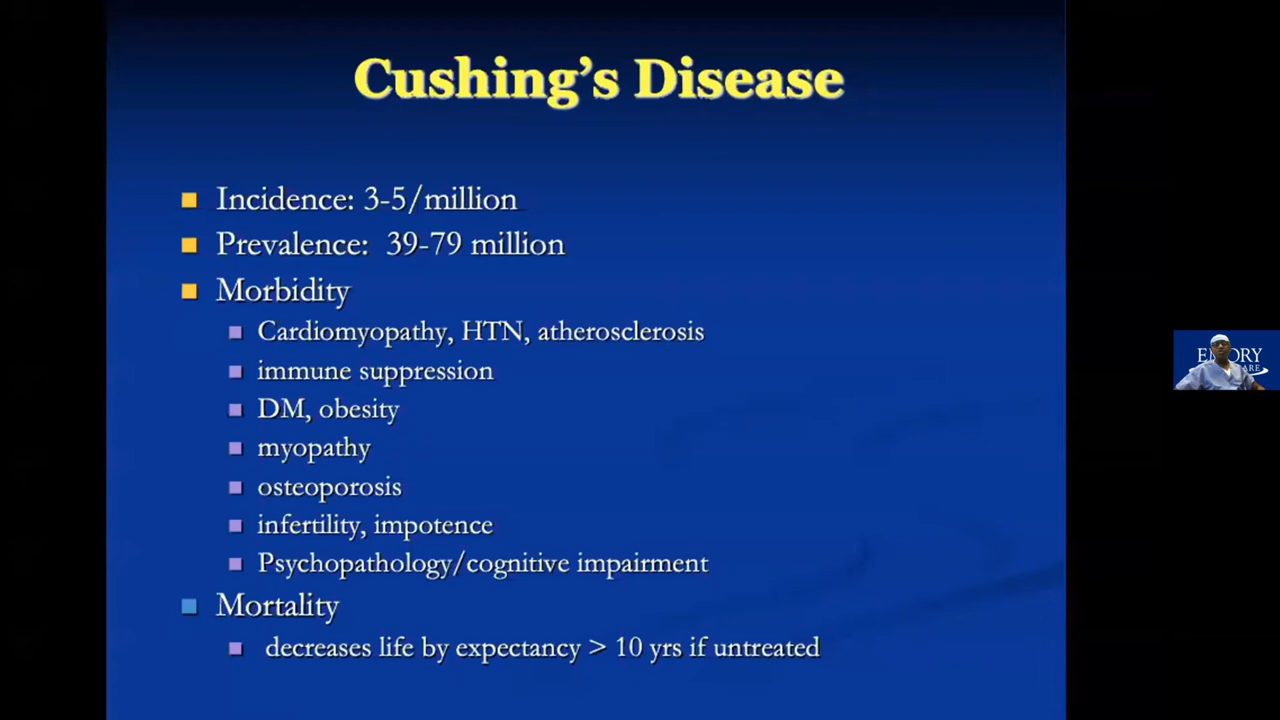 Cushing's Disease
Incidence: 3-5/million
Prevalence: 39-79 million
Morbidity
Cardiomyopathy, HTN, atherosclerosis
immune suppression
DM, obesity
myopathy
osteoporosis
infertility, impotence
Psychopathology/cognitive impairment
Mortality
decreases life by expectancy > 10 yrs if untreated